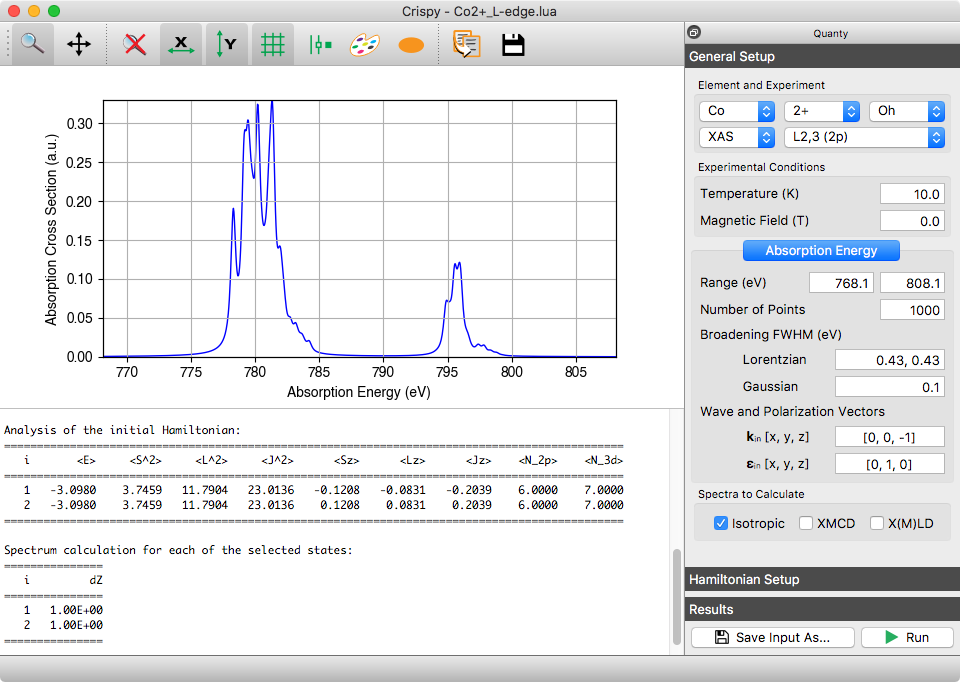 Crispy - Co2+_L-edge.lua
X
Y
Quanty
General Setup
Element and Experiment
Co 2+ Oh
XAS L2,3 (2p)
Experimental Conditions
Temperature (K) 10.0
Magnetic Field (T) 0.0
Absorption Energy
Range (eV) 768.1 808.1
Number of Points 1000
Broadening FWHM (eV)
Lorentzian 0.43, 0.43
Gaussian 0.1
Wave and Polarization Vectors
kin [x, y, z] [0, 0, -1]
εin [x, y, z] [0, 1, 0]
Spectra to Calculate
Isotropic XMCD X(M)LD
Hamiltonian Setup
Results
Save Input As... Run
Absorption Cross Section (a.u.)
0.30
0.25
0.20
0.15
0.10
0.05
0.00
770 775 780 785 790 795 800 805
Absorption Energy (eV)
Analysis of the initial Hamiltonian:
================================================================================
i <E> <S^2> <L^2> <J^2> <Sz> <Lz> <Jz> <N_2p> <N_3d>
================================================================================
1 -3.0980 3.7459 11.7904 23.0136 -0.1208 -0.0831 -0.2039 6.0000 7.0000
2 -3.0980 3.7459 11.7904 23.0136 0.1208 0.0831 0.2039 6.0000 7.0000
================================================================================
Spectrum calculation for each of the selected states:
===============
i dZ
===============
1 1.00E+00
2 1.00E+00
===============